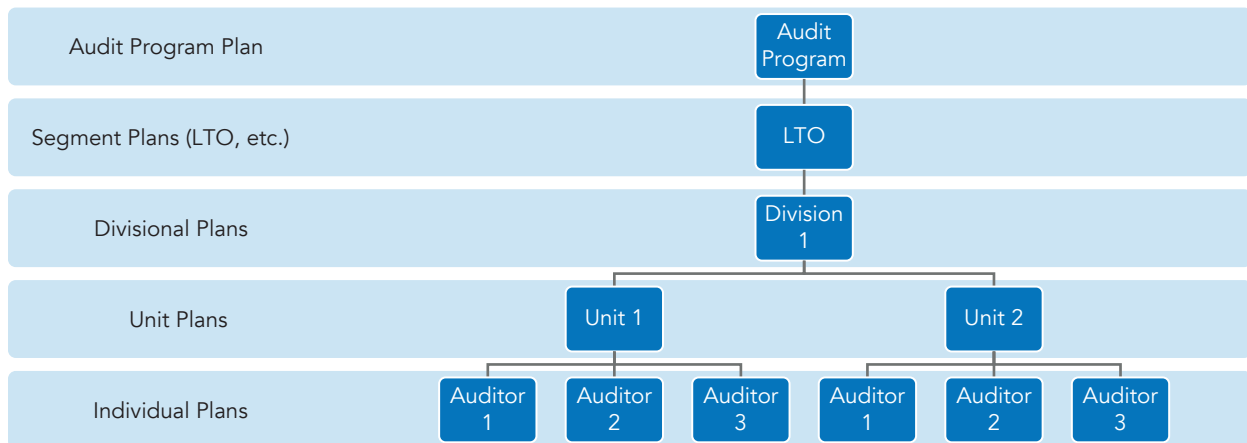 Audit Program Plan
Audit
Program
Segment Plans (LTO, etc.)
LTO
Divisional Plans
Division
1
Unit Plans
Unit 1
Unit 2
Individual Plans
Auditor
1
Auditor
2
Auditor
3
Auditor
1
Auditor
2
Auditor
3